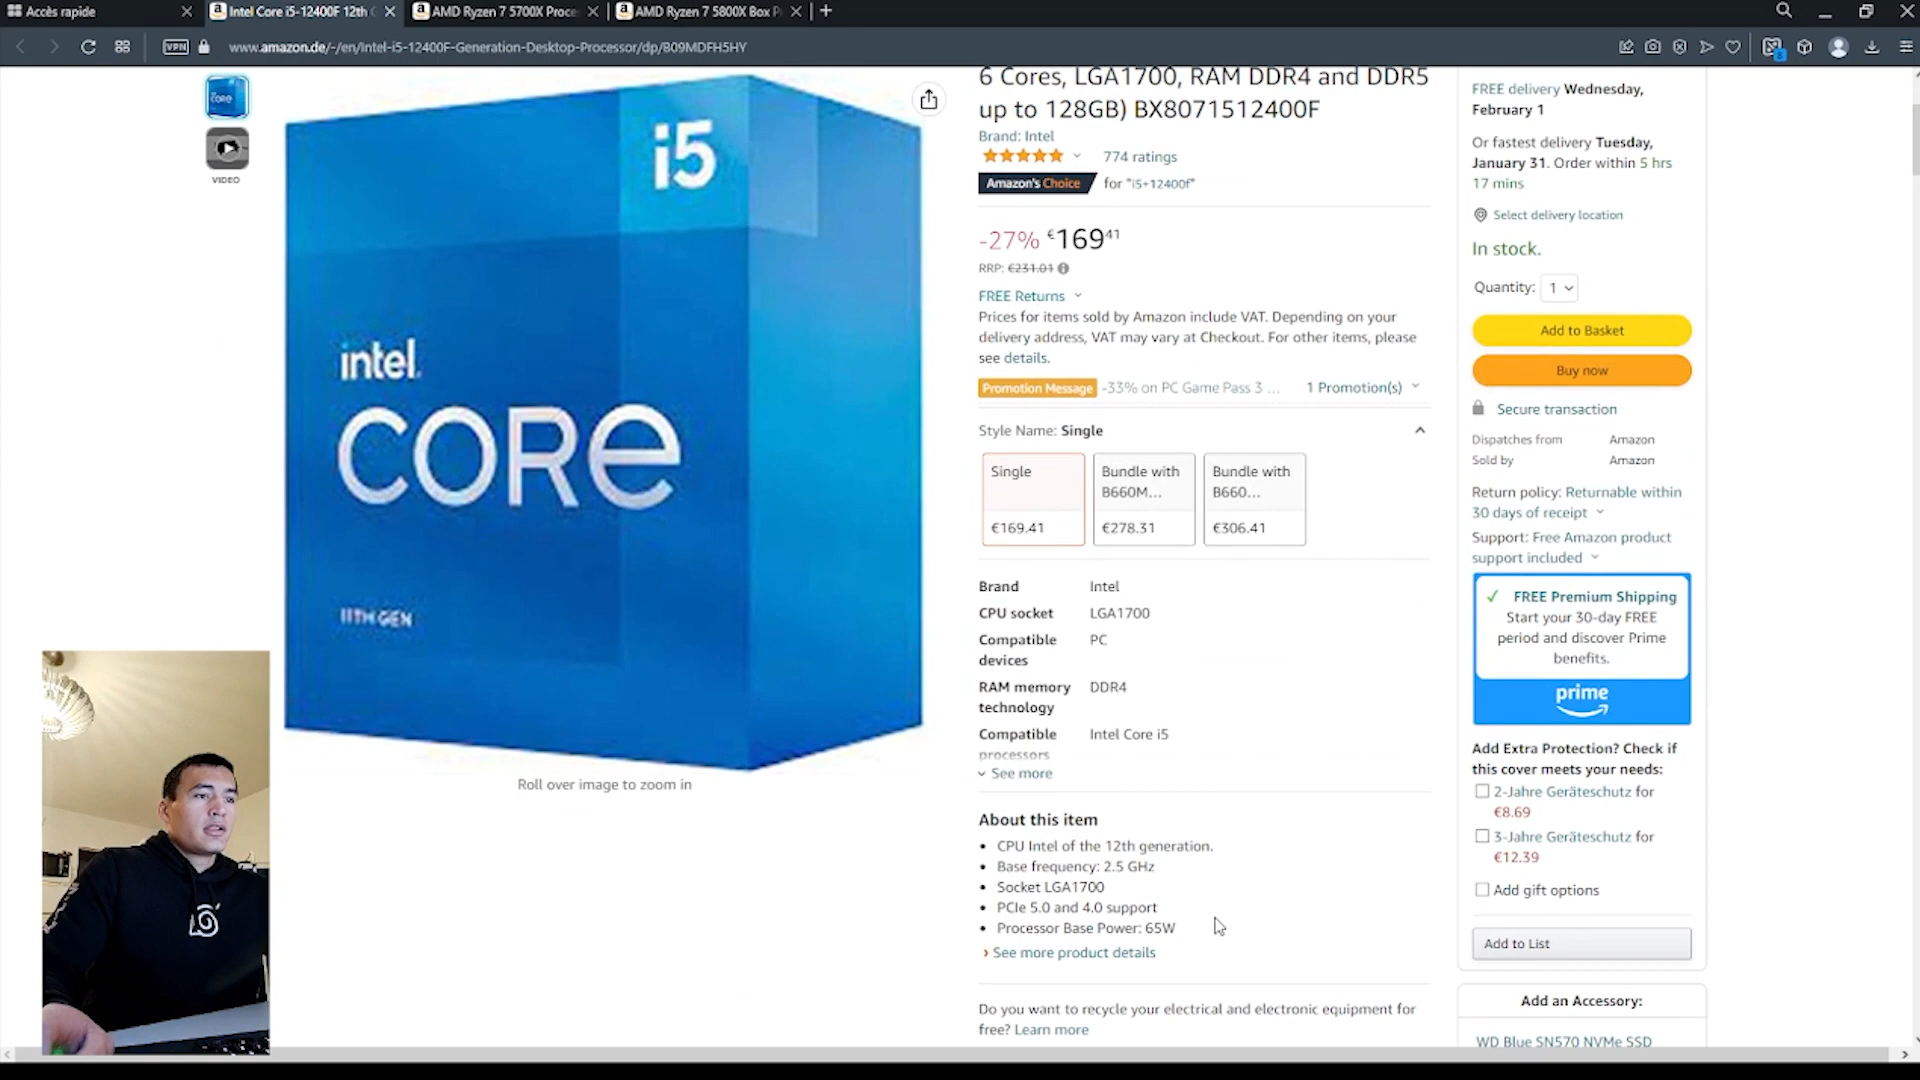 Accès rapide
Intel Core i5-12400F 12th
AMD Ryzen 7 5700X Proce
AMD Ryzen 7 5800X Box P
VPN
www.amazon.de/-/en/Intel-i5-12400F-Generation-Desktop-Processor/dp/B09MDFH5HY
VIDEO
i5
intel.
CORE
11TH GEN
Roll over image to zoom in
6 Cores, LGA1700, RAM DDR4 and DDR5
up to 128GB) BX8071512400F
Brand: Intel
774 ratings
Amazon's Choice for "i5+12400f"
-27% €169 41
RRP: €231.01
FREE Returns
Prices for items sold by Amazon include VAT. Depending on your
delivery address, VAT may vary at Checkout. For other items, please
see details.
Promotion Message -33% on PC Game Pass 3 ... 1 Promotion(s)
Style Name: Single
Single
€169.41
Bundle with
B660M...
€278.31
Bundle with
B660...
€306.41
Brand Intel
CPU socket LGA1700
Compatible PC
devices
RAM memory DDR4
technology
Compatible Intel Core i5
processors
See more
About this item
• CPU Intel of the 12th generation.
• Base frequency: 2.5 GHz
• Socket LGA1700
• PCIe 5.0 and 4.0 support
• Processor Base Power: 65W
› See more product details
Do you want to recycle your electrical and electronic equipment for
free? Learn more
FREE delivery Wednesday,
February 1
Or fastest delivery Tuesday,
January 31. Order within 5 hrs
17 mins
Select delivery location
In stock.
Quantity: 1
Add to Basket
Buy now
Secure transaction
Dispatches from Amazon
Sold by Amazon
Return policy: Returnable within
30 days of receipt
Support: Free Amazon product
support included
FREE Premium Shipping
Start your 30-day FREE
period and discover Prime
benefits.
prime
Add Extra Protection? Check if
this cover meets your needs:
2-Jahre Geräteschutz for
€8.69
3-Jahre Geräteschutz for
€12.39
Add gift options
Add to List
Add an Accessory:
WD Blue SN570 NVMe SSD